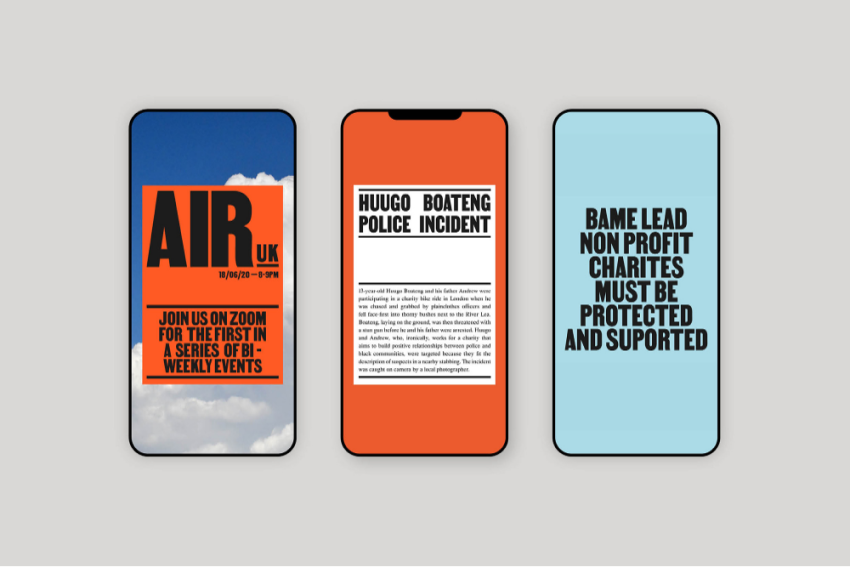 AIR UK
18/06/20 — 8-9PM
JOIN US ON ZOOM
FOR THE FIRST IN
A SERIES OF BI -
WEEKLY EVENTS
HUUGO BOATENG
POLICE INCIDENT
13-year-old Huugo Boateng and his father Andrew were
participating in a charity bike ride in London when he
was chased and grabbed by plainclothes officers and
fell face-first into thorny bushes next to the River Lea.
Boateng, laying on the ground, was then threatened with
a stun gun before he and his father were arrested. Huugo
and Andrew, who, ironically, works for a charity that
aims to build positive relationships between police and
black communities, were targeted because they fit the
description of suspects in a nearby stabbing. The incident
was caught on camera by a local photographer.
BAME LEAD
NON PROFIT
CHARITES
MUST BE
PROTECTED
AND SUPORTED